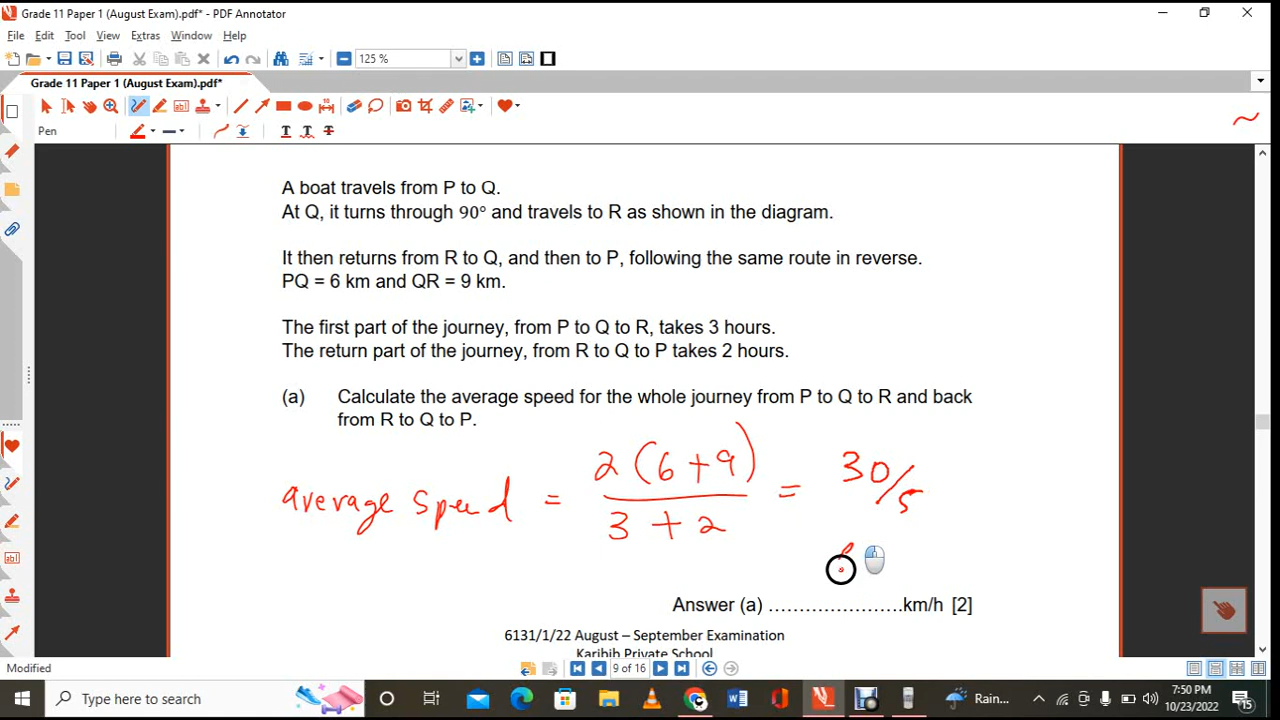 Grade 11 Paper 1 (August Exam).pdf* - PDF Annotator
File Edit Tool View Extras Window Help
125 %
Grade 11 Paper 1 (August Exam).pdf*
Pen
A boat travels from P to Q.
At Q, it turns through 90° and travels to R as shown in the diagram.
It then returns from R to Q, and then to P, following the same route in reverse.
PQ = 6 km and QR = 9 km.
The first part of the journey, from P to Q to R, takes 3 hours.
The return part of the journey, from R to Q to P takes 2 hours.
(a) Calculate the average speed for the whole journey from P to Q to R and back
from R to Q to P.
average speed = 2 (6 + 9) / 3 + 2 = 30/5
Answer (a) ………………….km/h [2]
6131/1/22 August – September Examination
Karibib Private School
Modified
9 of 16
Type here to search
Rain...
7:50 PM
10/23/2022
15